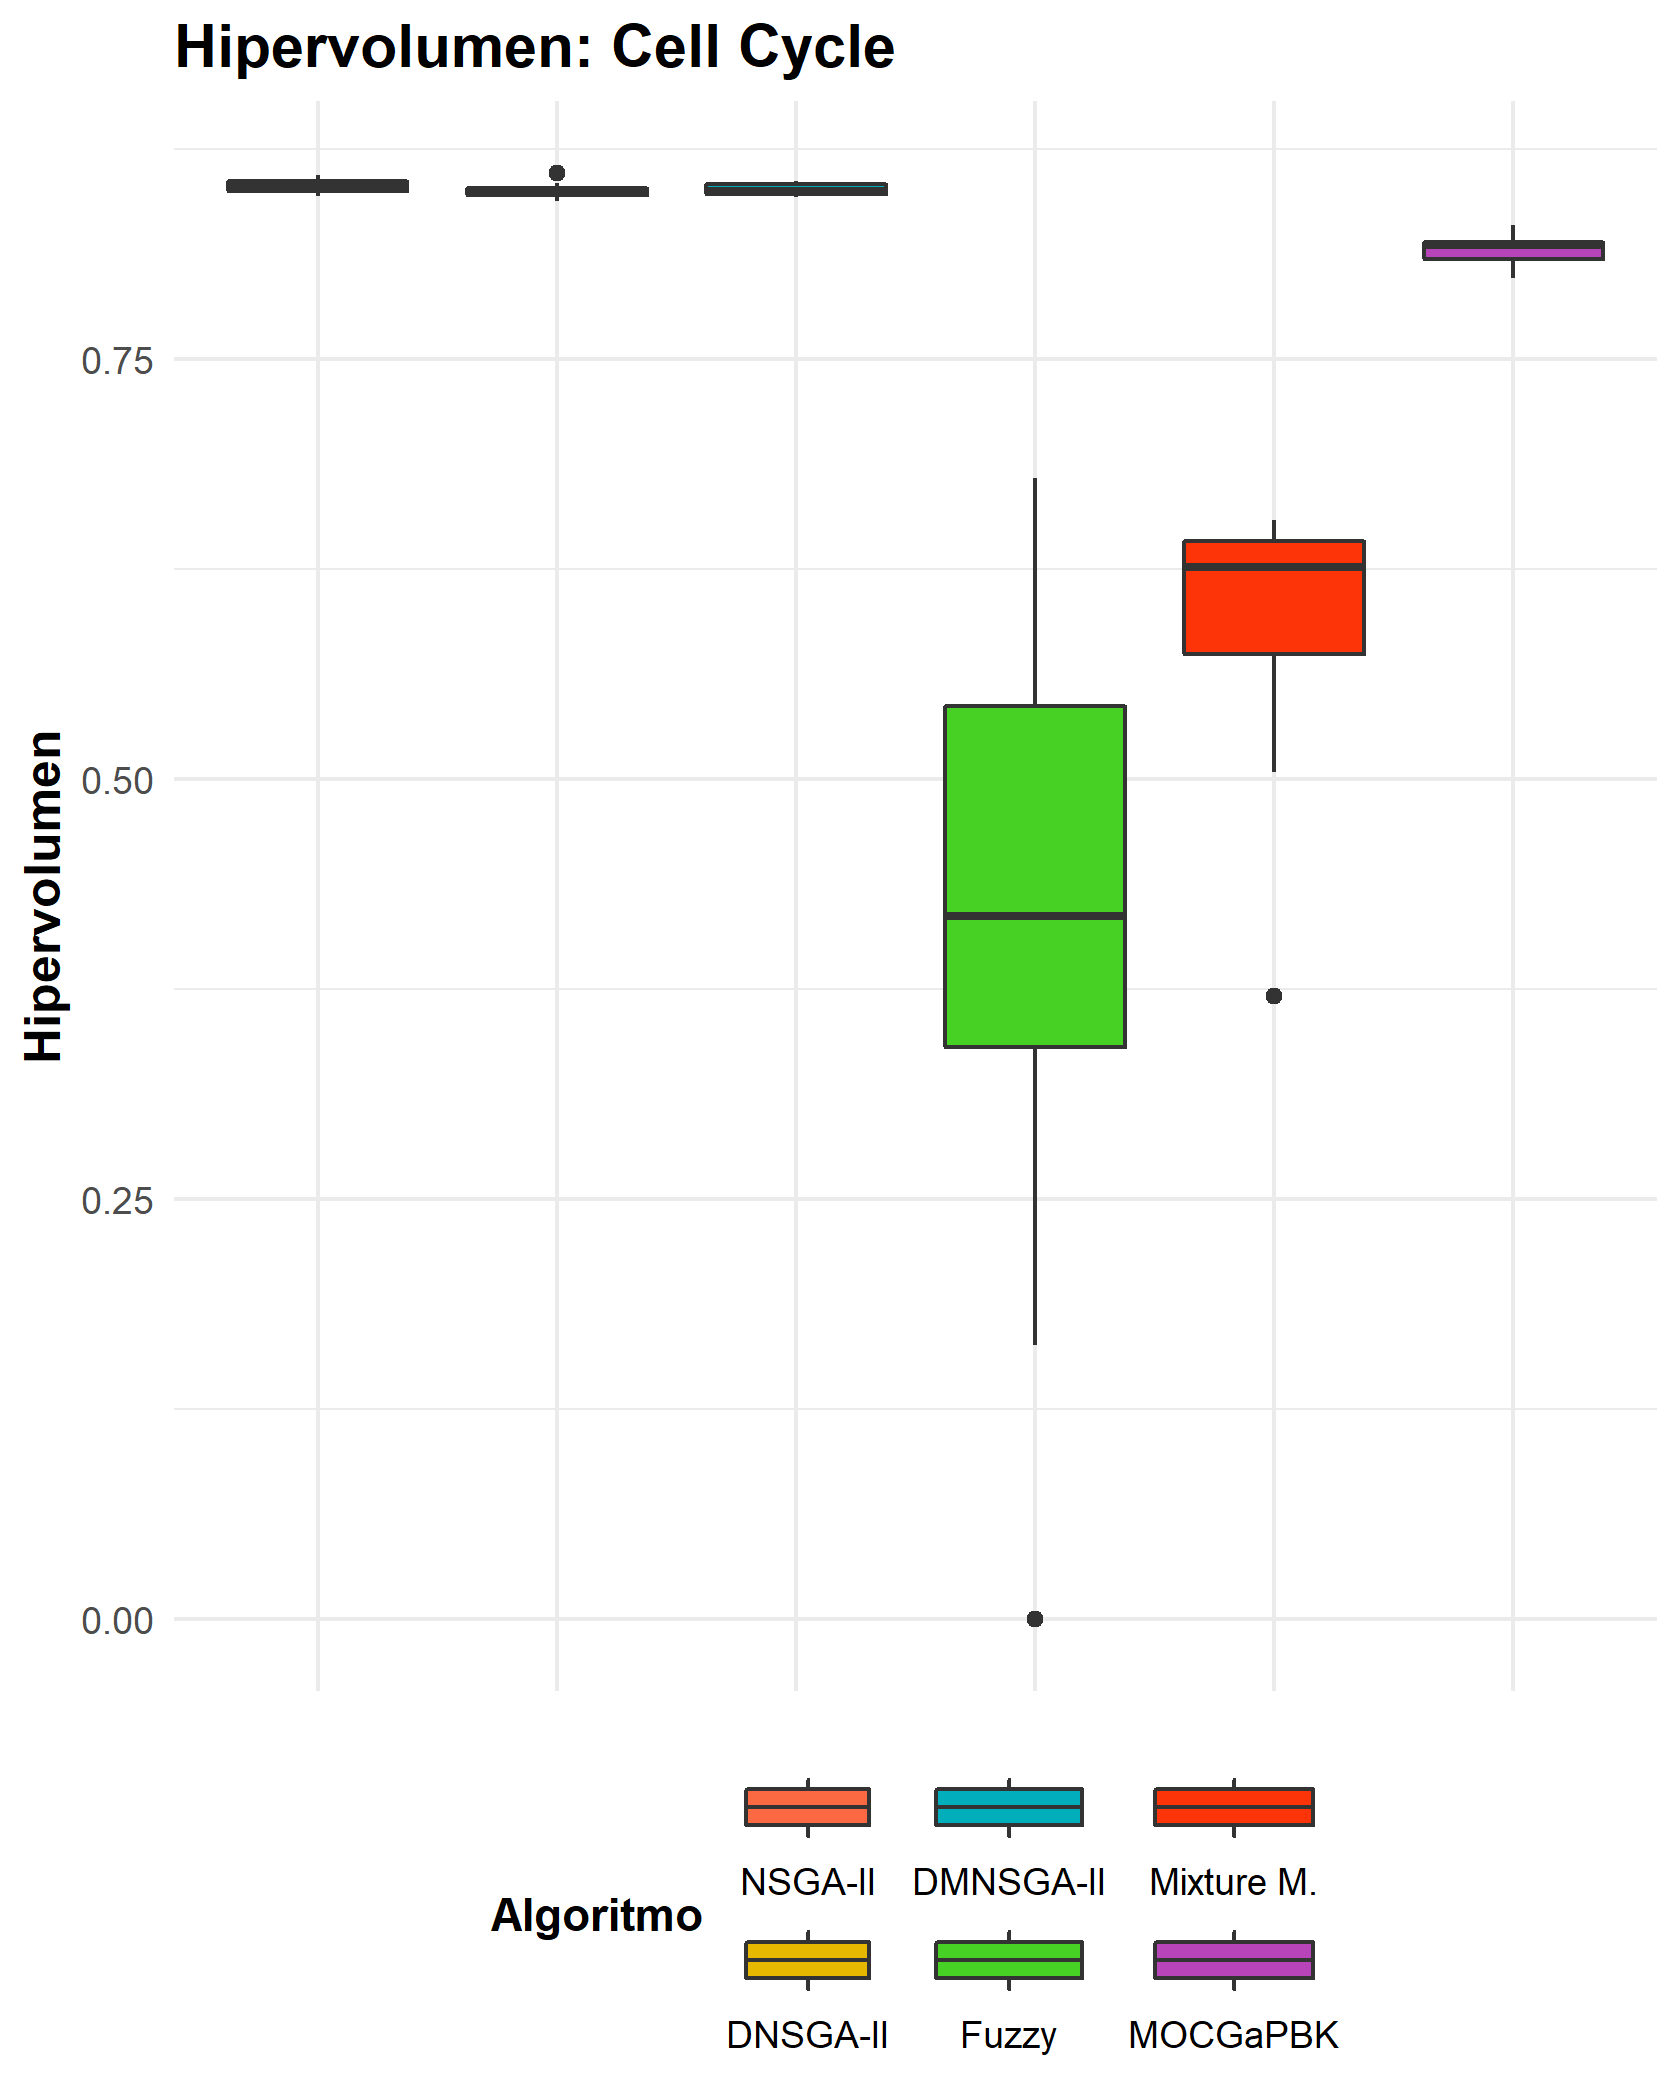 Hipervolumen: Cell Cycle
Hipervolumen
0.75
0.50
0.25
0.00
Algoritmo
NSGA-II
DMNSGA-II
Mixture M.
DNSGA-II
Fuzzy
MOCGaPBK